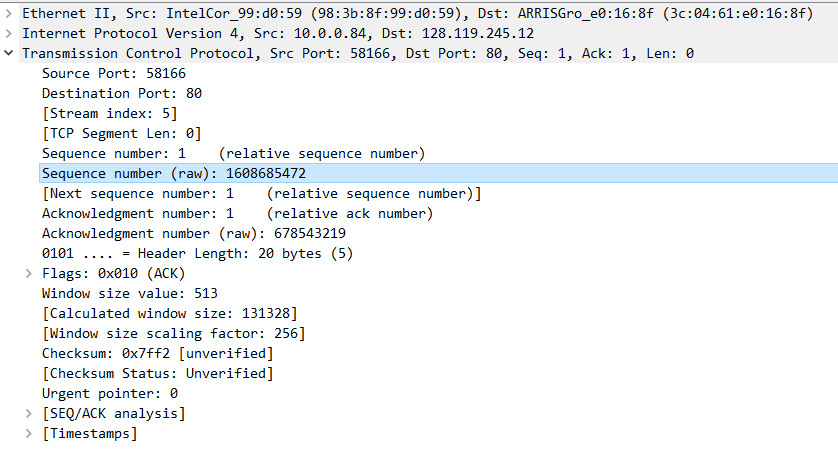 Ethernet II, Src: IntelCor_99:d0:59 (98:3b:8f:99:d0:59), Dst: ARRISGro_e0:16:8f (3c:04:61:e0:16:8f)
Internet Protocol Version 4, Src: 10.0.0.84, Dst: 128.119.245.12
Transmission Control Protocol, Src Port: 58166, Dst Port: 80, Seq: 1, Ack: 1, Len: 0
Source Port: 58166
Destination Port: 80
[Stream index: 5]
[TCP Segment Len: 0]
Sequence number: 1    (relative sequence number)
Sequence number (raw): 1608685472
[Next sequence number: 1    (relative sequence number)]
Acknowledgment number: 1    (relative ack number)
Acknowledgment number (raw): 678543219
0101 .... = Header Length: 20 bytes (5)
Flags: 0x010 (ACK)
Window size value: 513
[Calculated window size: 131328]
[Window size scaling factor: 256]
Checksum: 0x7ff2 [unverified]
[Checksum Status: Unverified]
Urgent pointer: 0
[SEQ/ACK analysis]
[Timestamps]